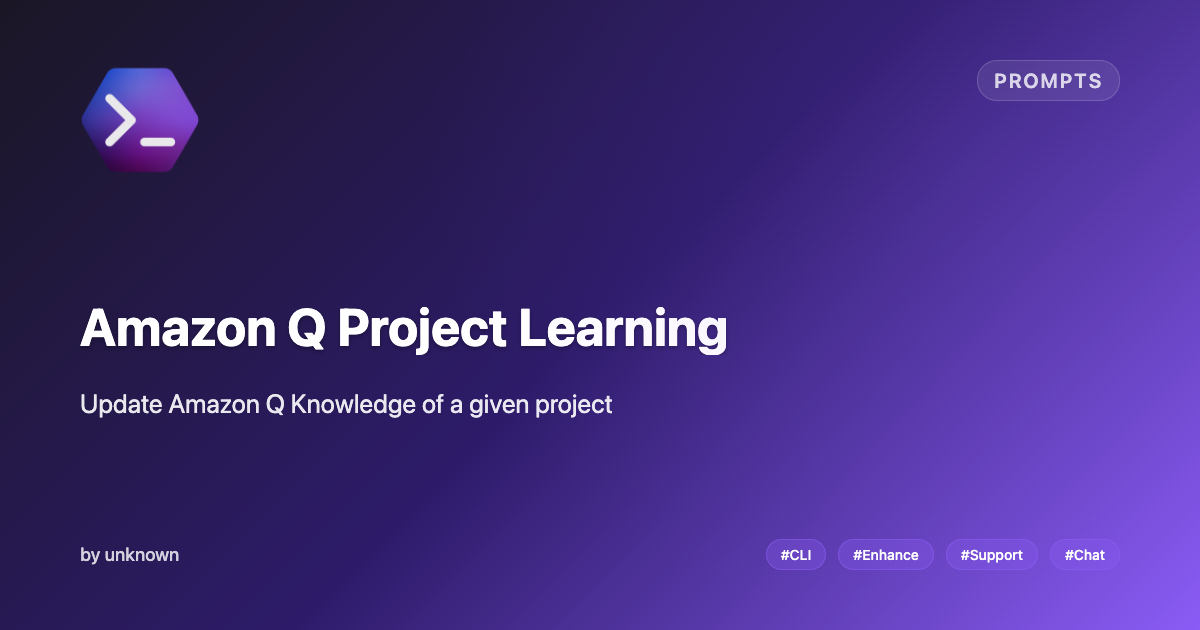 PROMPTS
Amazon Q Project Learning
Update Amazon Q Knowledge of a given project
by unknown
#CLI #Enhance #Support #Chat